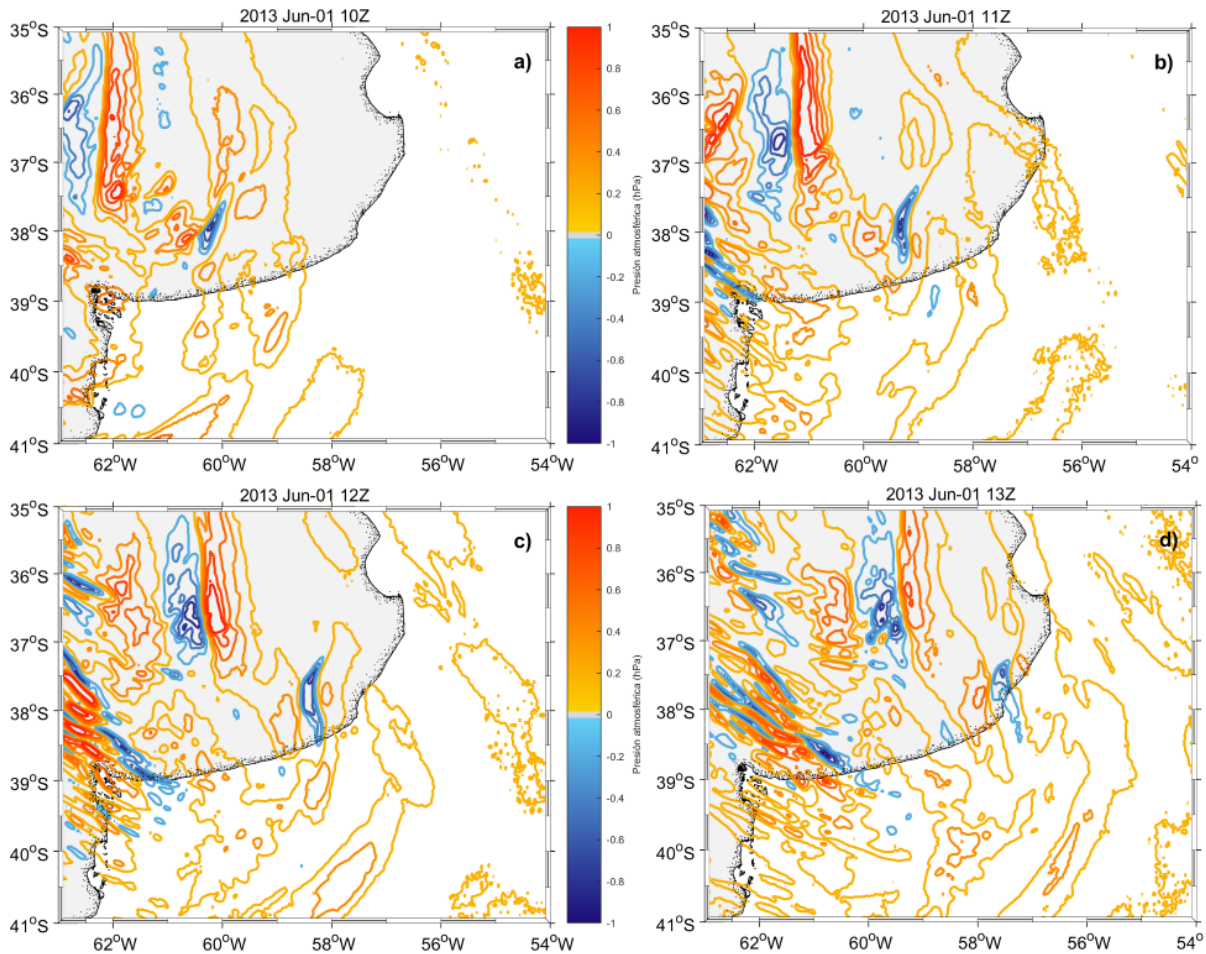 2013 Jun-01 10Z
a)
35°S
36°S
37°S
38°S
39°S
40°S
41°S
62°W
60°W
58°W
56°W
54°W
1
0.8
0.6
0.4
0.2
0
-0.2
-0.4
-0.6
-0.8
-1
Presión atmosférica (hPa)
2013 Jun-01 11Z
b)
35°S
36°S
37°S
38°S
39°S
40°S
41°S
62°W
60°W
58°W
56°W
54°
2013 Jun-01 12Z
c)
35°S
36°S
37°S
38°S
39°S
40°S
41°S
62°W
60°W
58°W
56°W
54°W
1
0.8
0.6
0.4
0.2
0
-0.2
-0.4
-0.6
-0.8
-1
Presión atmosférica (hPa)
2013 Jun-01 13Z
d)
35°S
36°S
37°S
38°S
39°S
40°S
41°S
62°W
60°W
58°W
56°W
54°W